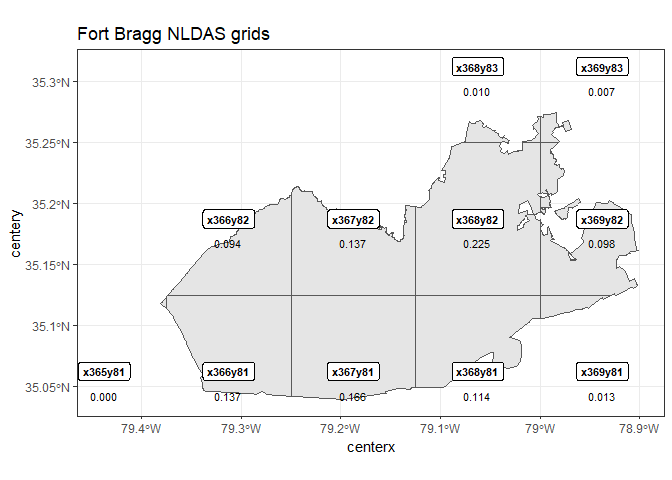 Fort Bragg NLDAS grids
35.3°N
35.25°N
35.2°N
35.15°N
35.1°N
35.05°N
centery
x368y83 x369y83
0.010 0.007
x366y82 x367y82 x368y82 x369y82
0.094 0.137 0.225 0.098
x365y81 x366y81 x367y81 x368y81 x369y81
0.000 0.137 0.166 0.114 0.013
79.4°W 79.3°W 79.2°W 79.1°W 79°W 78.9°W
centerx